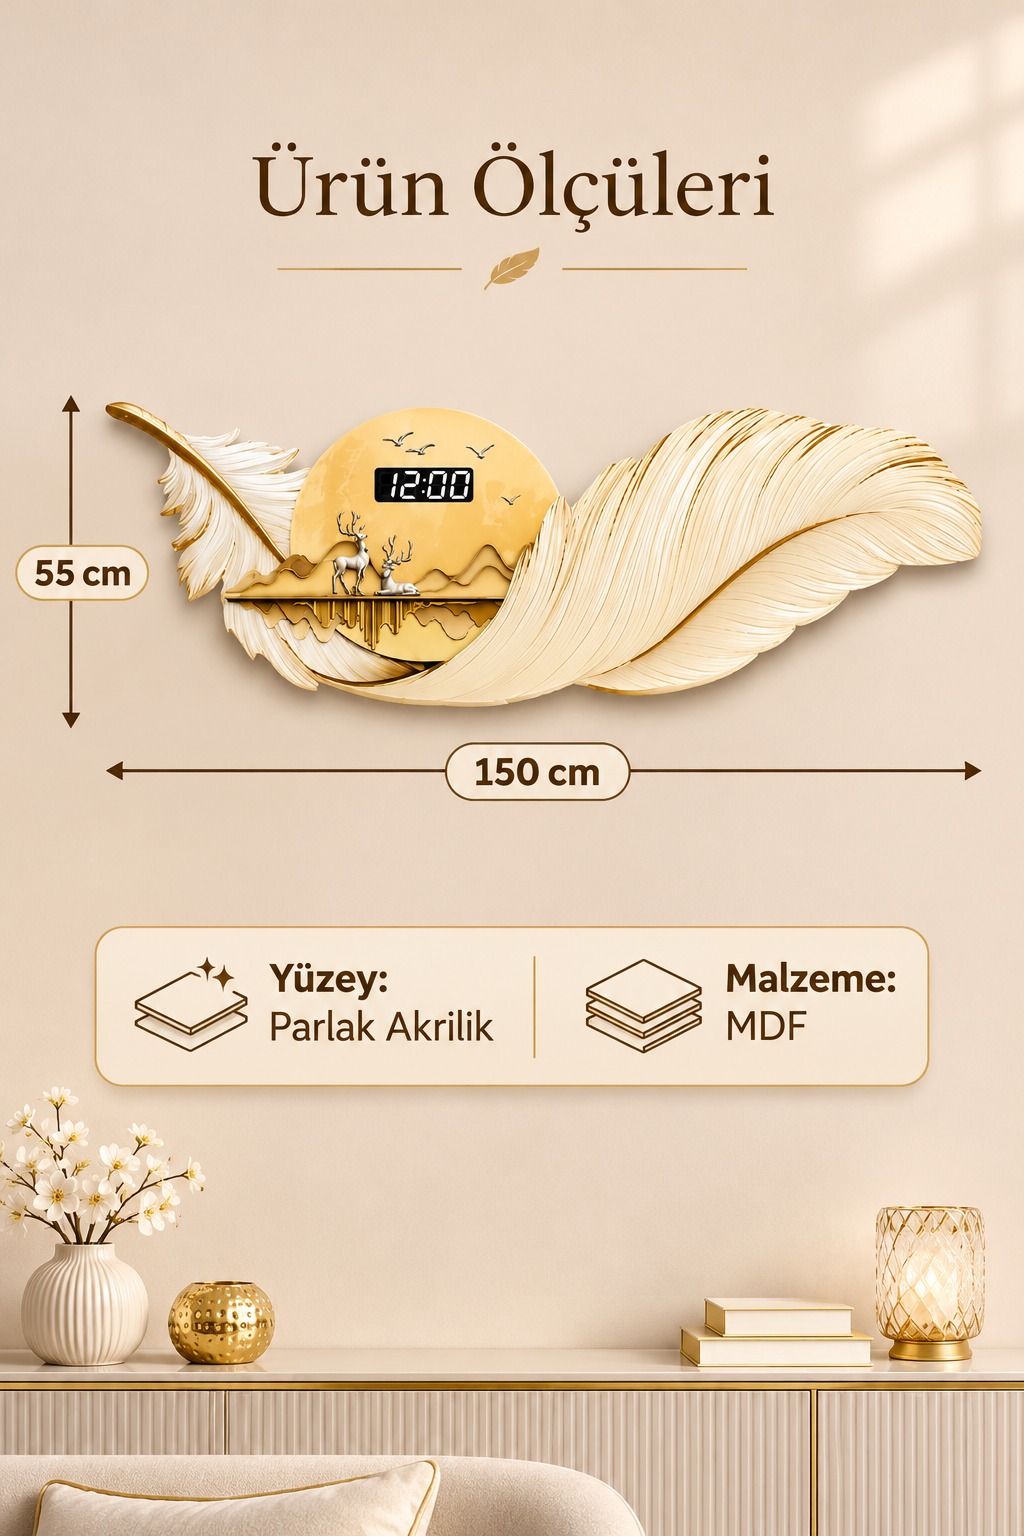 Ürün Ölçüleri
12:00
55 cm
150 cm
Yüzey:
Parlak Akrilik
Malzeme:
MDF